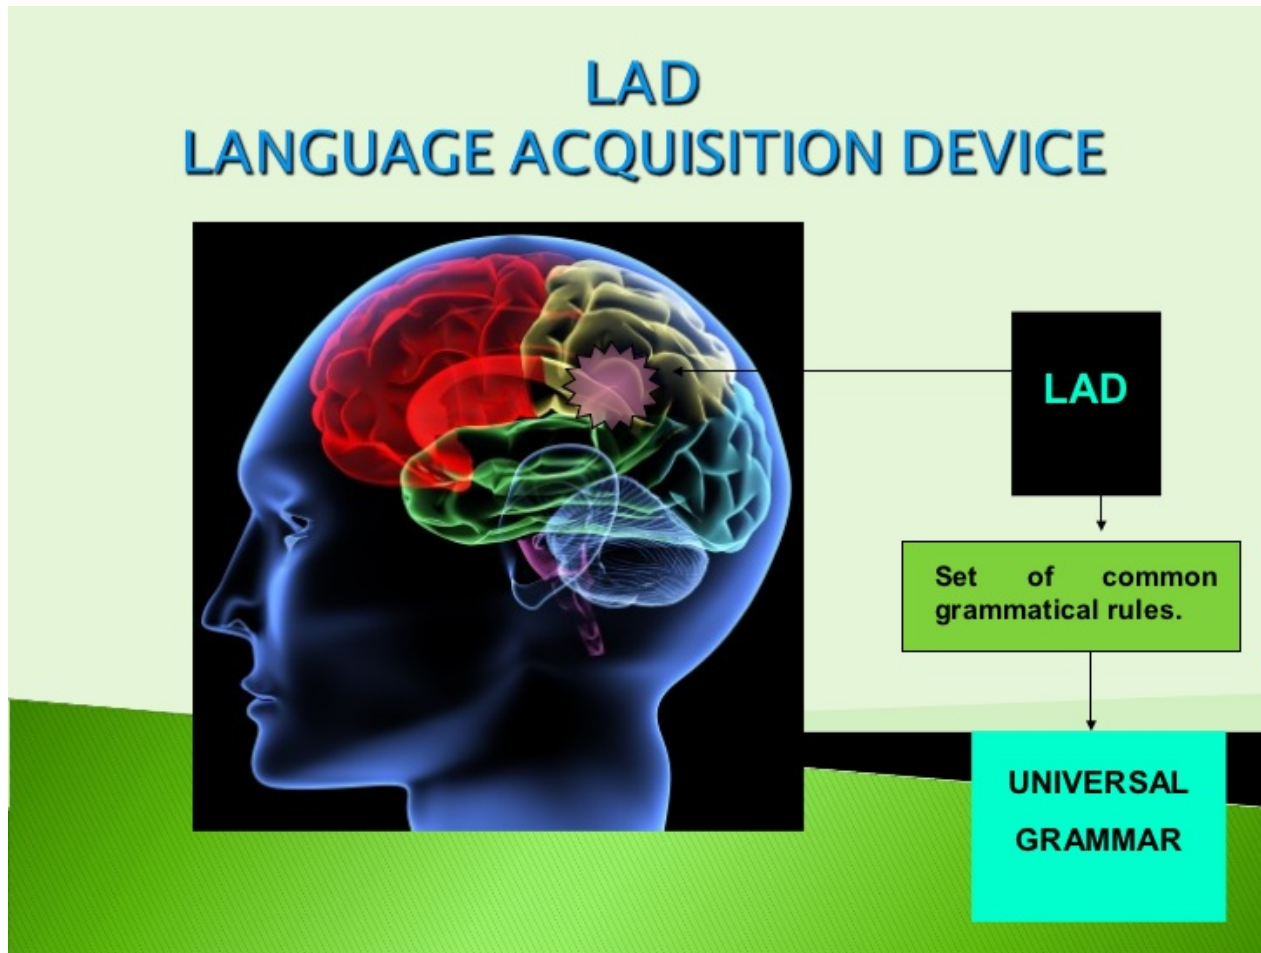 LAD
LANGUAGE ACQUISITION DEVICE
LAD
Set of common
grammatical rules.
UNIVERSAL
GRAMMAR